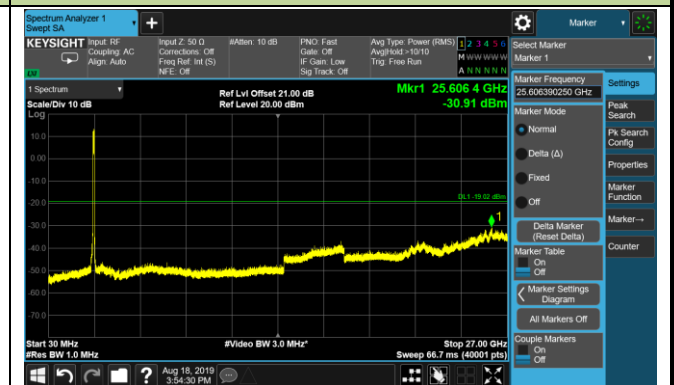 Spectrum Analyzer 1
Swept SA
+
Marker
KEYSIGHT
Input: RF
Coupling: AC
Align: Auto
Input Z: 50 Ω
Corrections: Off
Freq Ref: Int (S)
NFE: Off
#Atten: 10 dB
PNO: Fast
Gate: Off
IF Gain: Low
Sig Track: Off
Avg Type: Power (RMS)
Avg|Hold:>10/10
Trig: Free Run
1 2 3 4 5 6
M W W W W W
A N N N N N
Select Marker
Marker 1
1 Spectrum
Scale/Div 10 dB
Log
Ref Lvl Offset 21.00 dB
Ref Level 20.00 dBm
Mkr1 25.606 4 GHz
-30.91 dBm
10.0
0.00
-10.0
-20.0
-30.0
-40.0
-50.0
-60.0
-70.0
DL1 -19.02 dBm
1
Start 30 MHz
#Res BW 1.0 MHz
#Video BW 3.0 MHz*
Stop 27.00 GHz
Sweep 66.7 ms (40001 pts)
Marker Frequency
25.606390250 GHz
Marker Mode
Normal
Delta (Δ)
Fixed
Off
Delta Marker
(Reset Delta)
Marker Table
On
Off
Marker Settings
Diagram
All Markers Off
Couple Markers
On
Off
Settings
Peak
Search
Pk Search
Config
Properties
Marker
Function
Marker→
Counter
?
Aug 18, 2019
3:54:30 PM